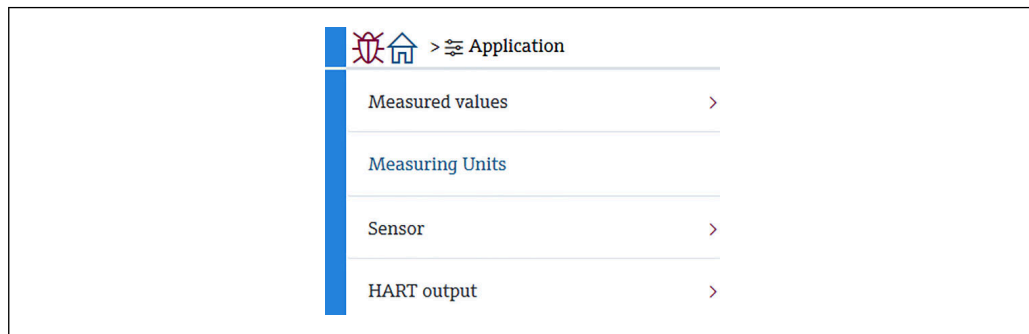 > Application
Measured values >
Measuring Units
Sensor >
HART output >